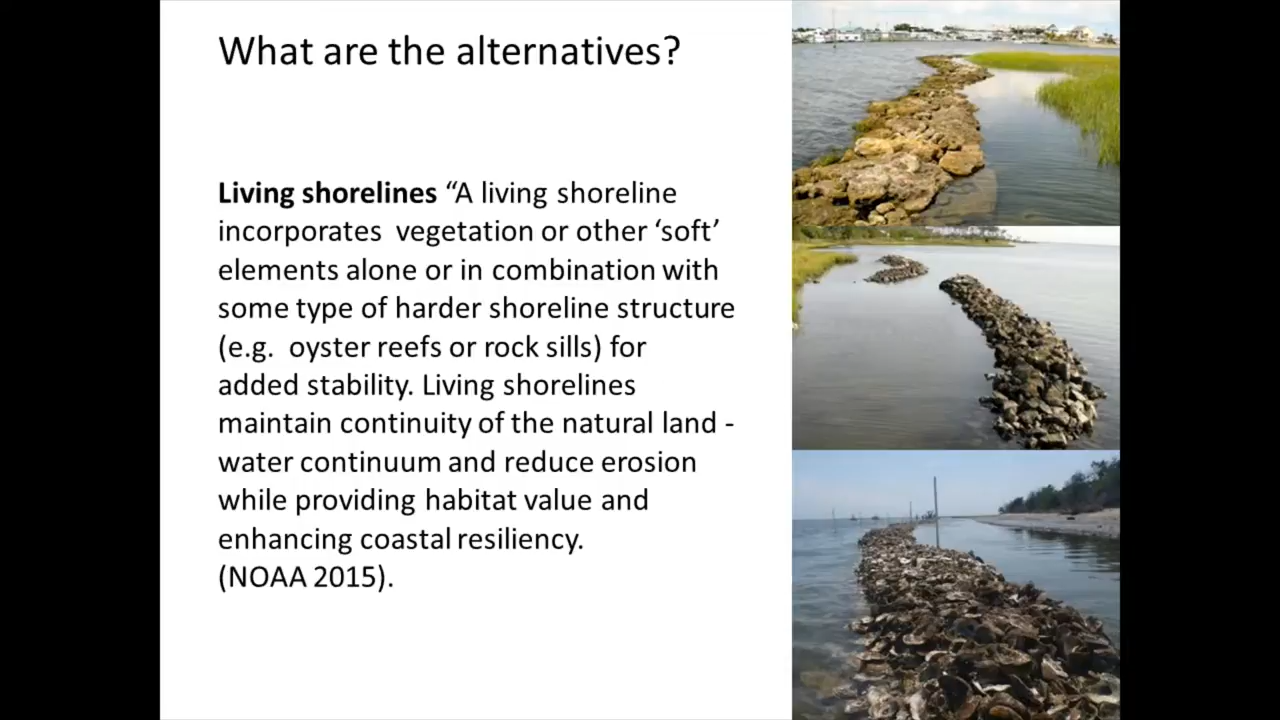 What are the alternatives?
Living shorelines “A living shoreline
incorporates vegetation or other ‘soft’
elements alone or in combination with
some type of harder shoreline structure
(e.g. oyster reefs or rock sills) for
added stability. Living shorelines
maintain continuity of the natural land -
water continuum and reduce erosion
while providing habitat value and
enhancing coastal resiliency.
(NOAA 2015).